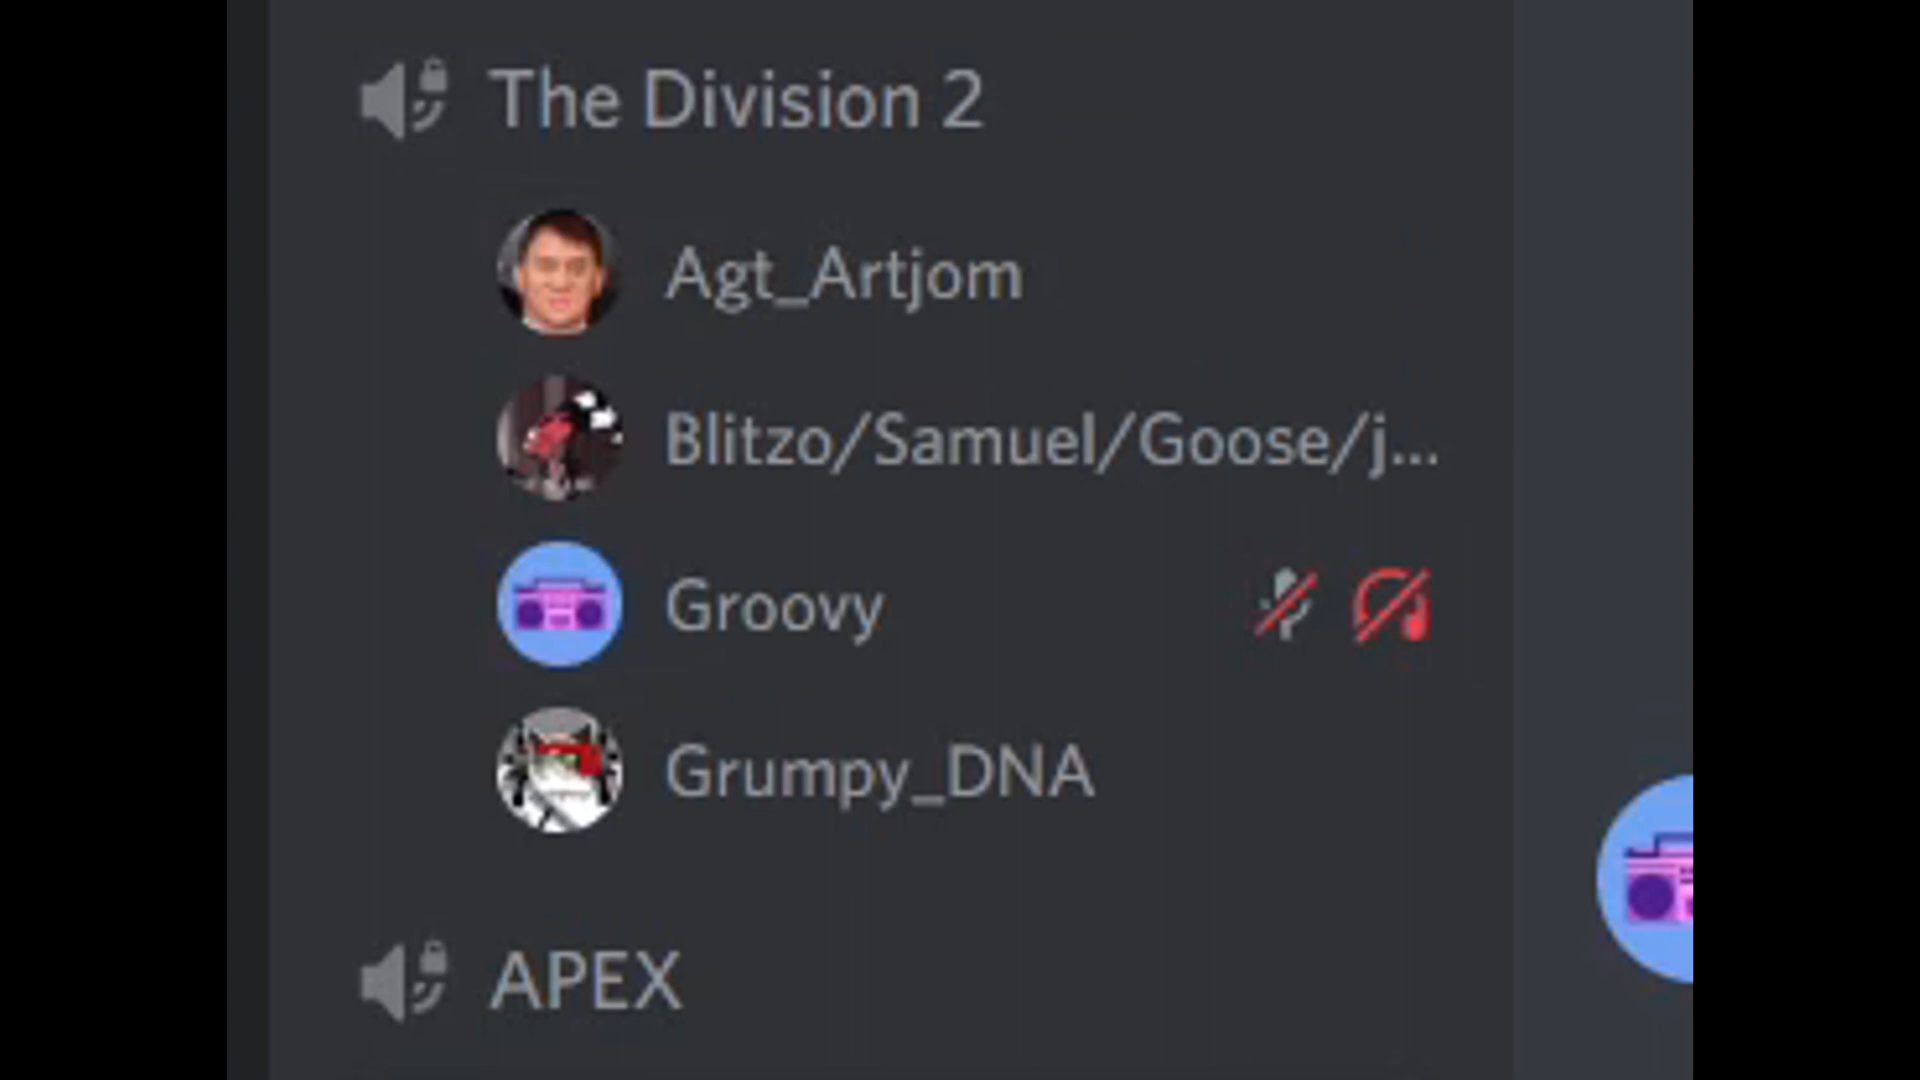 The Division 2
Agt_Artjom
Blitzo/Samuel/Goose/j...
Groovy
Grumpy_DNA
APEX